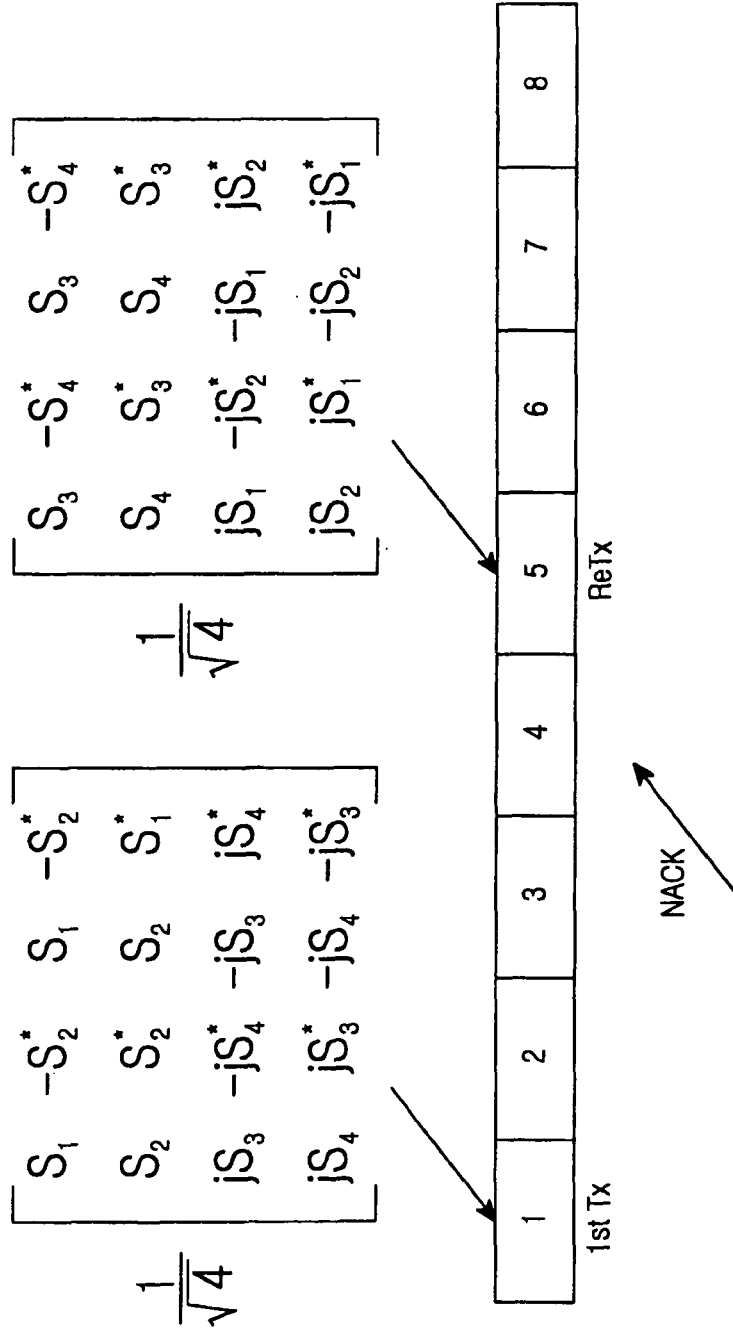 1/√4 [ S₁ −S₂* S₁ −S₂*
S₂ S₂* S₂ S₁*
jS₃ −jS₄* −jS₃ jS₄*
jS₄ jS₃* −jS₄ −jS₃* ]
1/√4 [ S₃ −S₄* S₃ −S₄*
S₄ S₃* S₄ S₃*
jS₁ −jS₂* −jS₁ jS₂*
jS₂ jS₁* −jS₂ −jS₁* ]
1 2 3 4 5 6 7 8
1st Tx ReTx
NACK